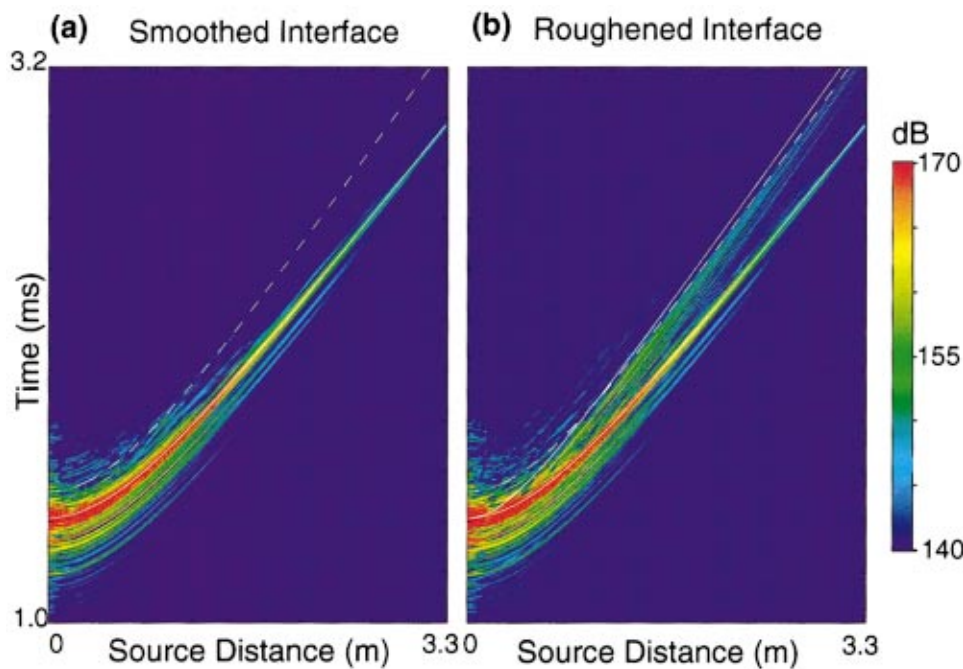 (a) Smoothed Interface
(b) Roughened Interface
3.2
Time (ms)
1.0
0 Source Distance (m) 3.3
0 Source Distance (m) 3.3
dB
170
155
140